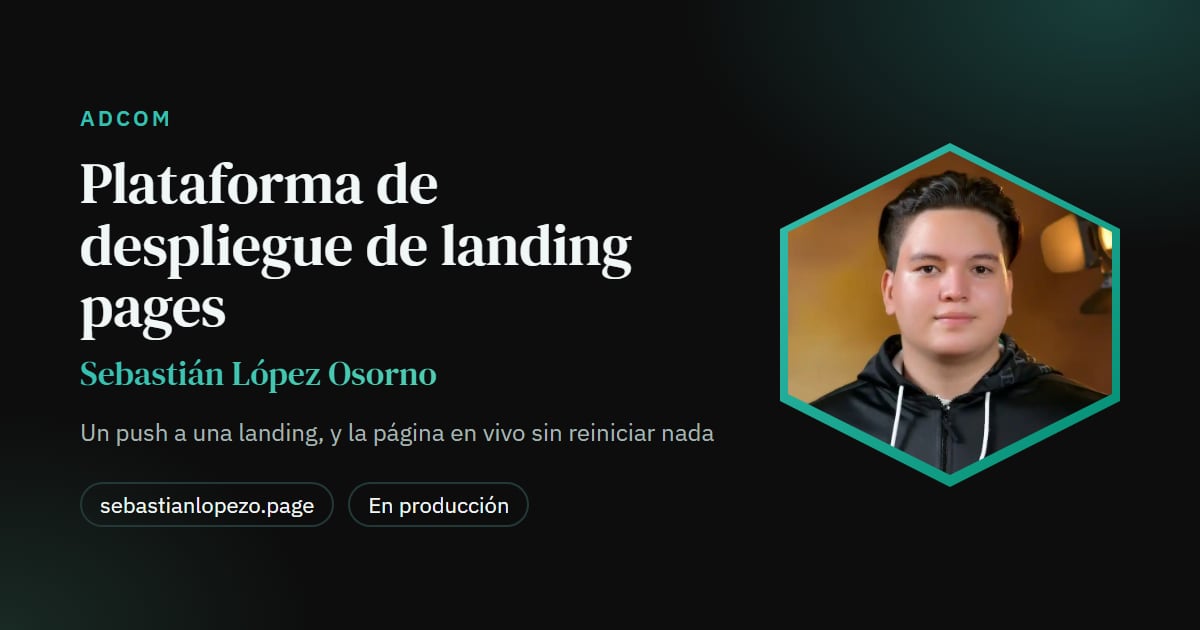 ADCOM
Plataforma de
despliegue de landing
pages
Sebastián López Osorno
Un push a una landing, y la página en vivo sin reiniciar nada
sebastianlopezo.page
En producción